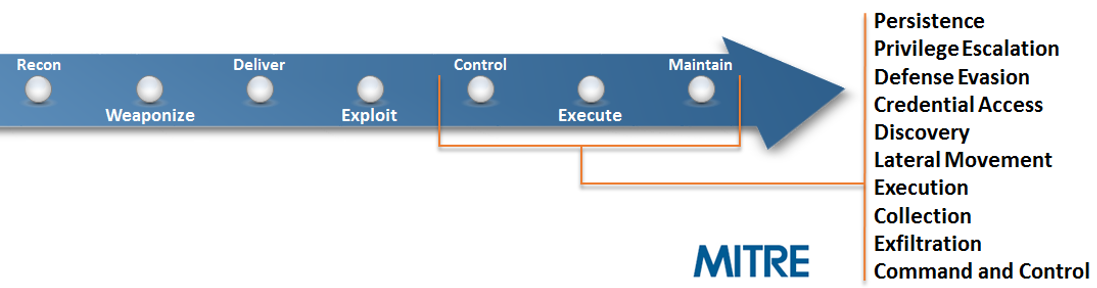 Recon
Weaponize
Deliver
Exploit
Control
Execute
Maintain
Persistence
Privilege Escalation
Defense Evasion
Credential Access
Discovery
Lateral Movement
Execution
Collection
Exfiltration
Command and Control
MITRE